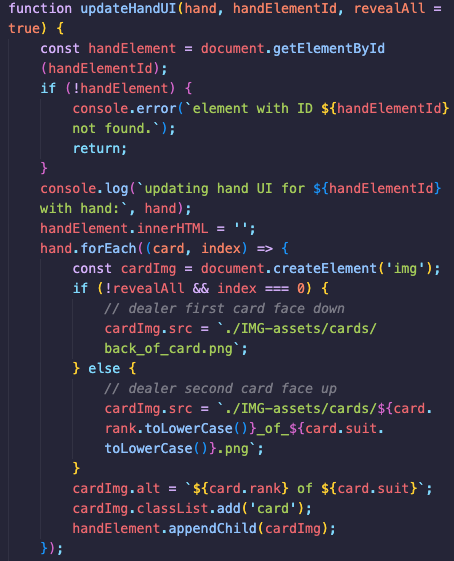 function updateHandUI(hand, handElementId, revealAll =
true) {
const handElement = document.getElementById
(handElementId);
if (!handElement) {
console.error(`element with ID ${handElementId}
not found.`);
return;
}
console.log(`updating hand UI for ${handElementId}
with hand:`, hand);
handElement.innerHTML = '';
hand.forEach((card, index) => {
const cardImg = document.createElement('img');
if (!revealAll && index === 0) {
// dealer first card face down
cardImg.src = `./IMG-assets/cards/
back_of_card.png`;
} else {
// dealer second card face up
cardImg.src = `./IMG-assets/cards/${card.
rank.toLowerCase()}_of_${card.suit.
toLowerCase()}.png`;
}
cardImg.alt = `${card.rank} of ${card.suit}`;
cardImg.classList.add('card');
handElement.appendChild(cardImg);
});